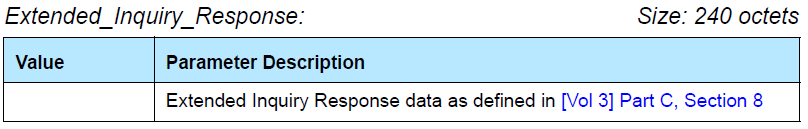 Extended_Inquiry_Response: Size: 240 octets
Value Parameter Description
Extended Inquiry Response data as defined in [Vol 3] Part C, Section 8